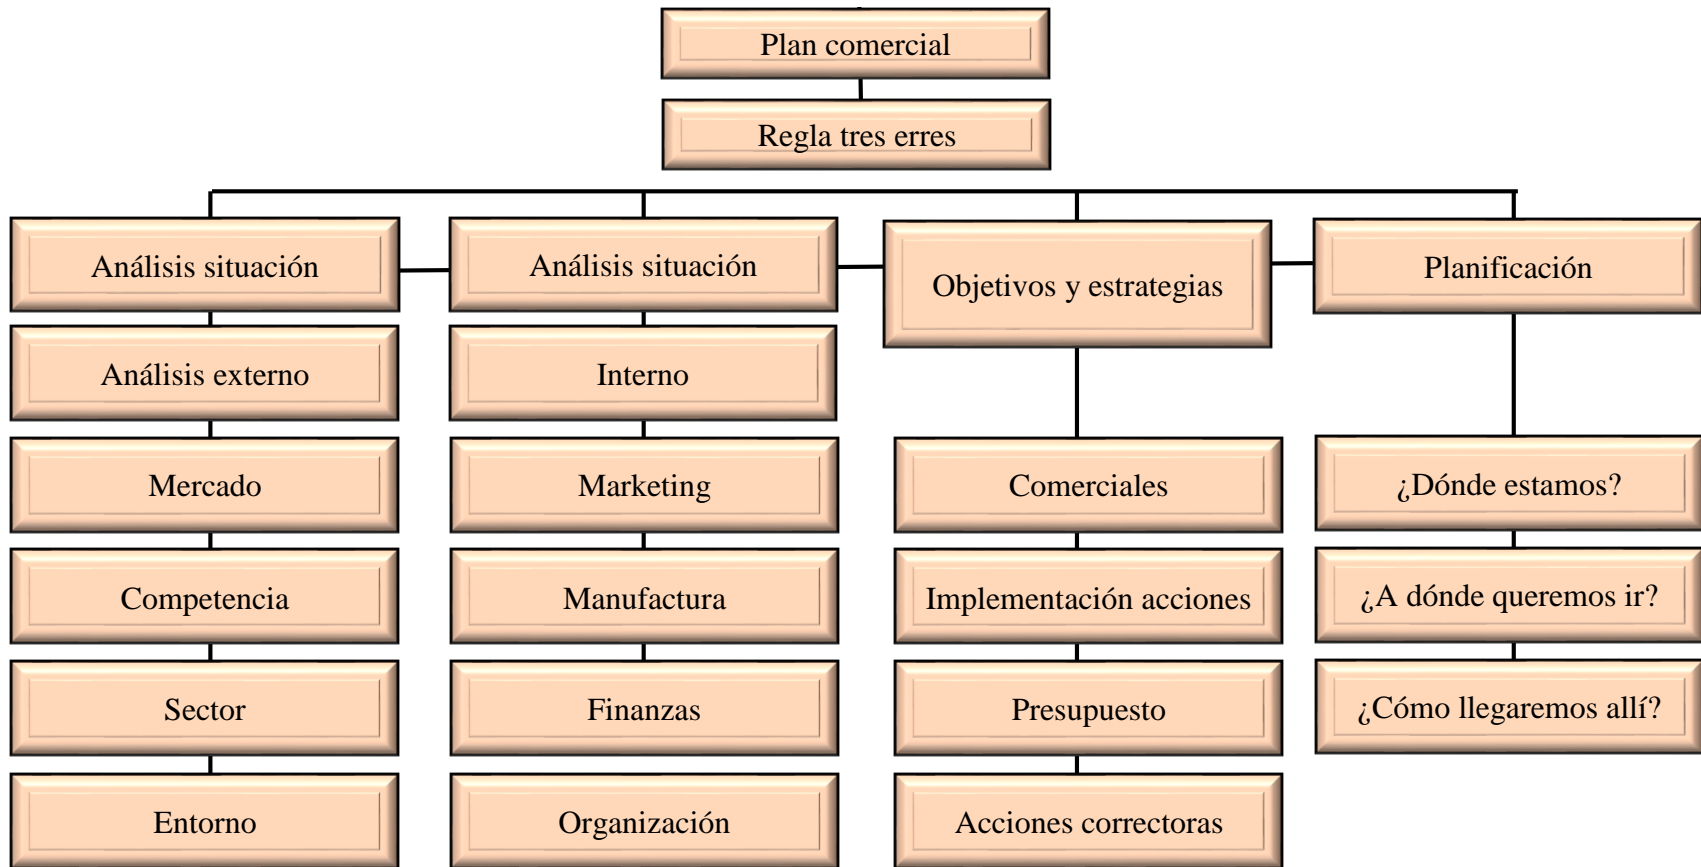 Plan comercial
Regla tres erres
Análisis situación
Análisis situación
Objetivos y estrategias
Planificación
Análisis externo
Interno
Mercado
Marketing
Comerciales
¿Dónde estamos?
Competencia
Manufactura
Implementación acciones
¿A dónde queremos ir?
Sector
Finanzas
Presupuesto
¿Cómo llegaremos allí?
Entorno
Organización
Acciones correctoras